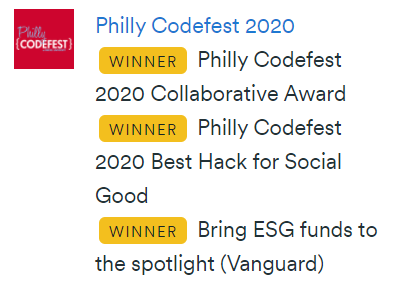 Philly
{CODEFEST}
Philly Codefest 2020
WINNER Philly Codefest
2020 Collaborative Award
WINNER Philly Codefest
2020 Best Hack for Social
Good
WINNER Bring ESG funds to
the spotlight (Vanguard)